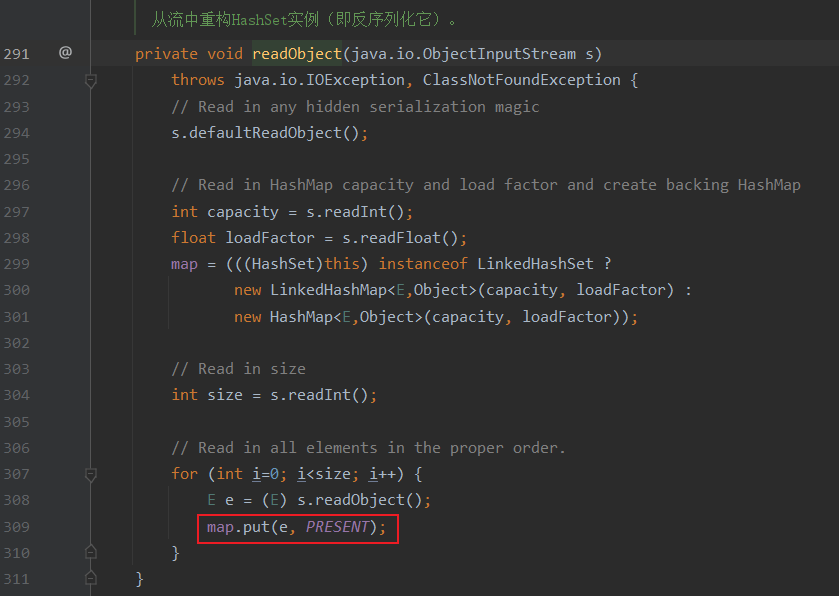 从流中重构HashSet实例（即反序列化它）。
291 @ private void readObject(java.io.ObjectInputStream s)
292 throws java.io.IOException, ClassNotFoundException {
293 // Read in any hidden serialization magic
294 s.defaultReadObject();
295
296 // Read in HashMap capacity and load factor and create backing HashMap
297 int capacity = s.readInt();
298 float loadFactor = s.readFloat();
299 map = (((HashSet)this) instanceof LinkedHashSet ?
300 new LinkedHashMap<E,Object>(capacity, loadFactor) :
301 new HashMap<E,Object>(capacity, loadFactor));
302
303 // Read in size
304 int size = s.readInt();
305
306 // Read in all elements in the proper order.
307 for (int i=0; i<size; i++) {
308 E e = (E) s.readObject();
309 map.put(e, PRESENT);
310 }
311 }